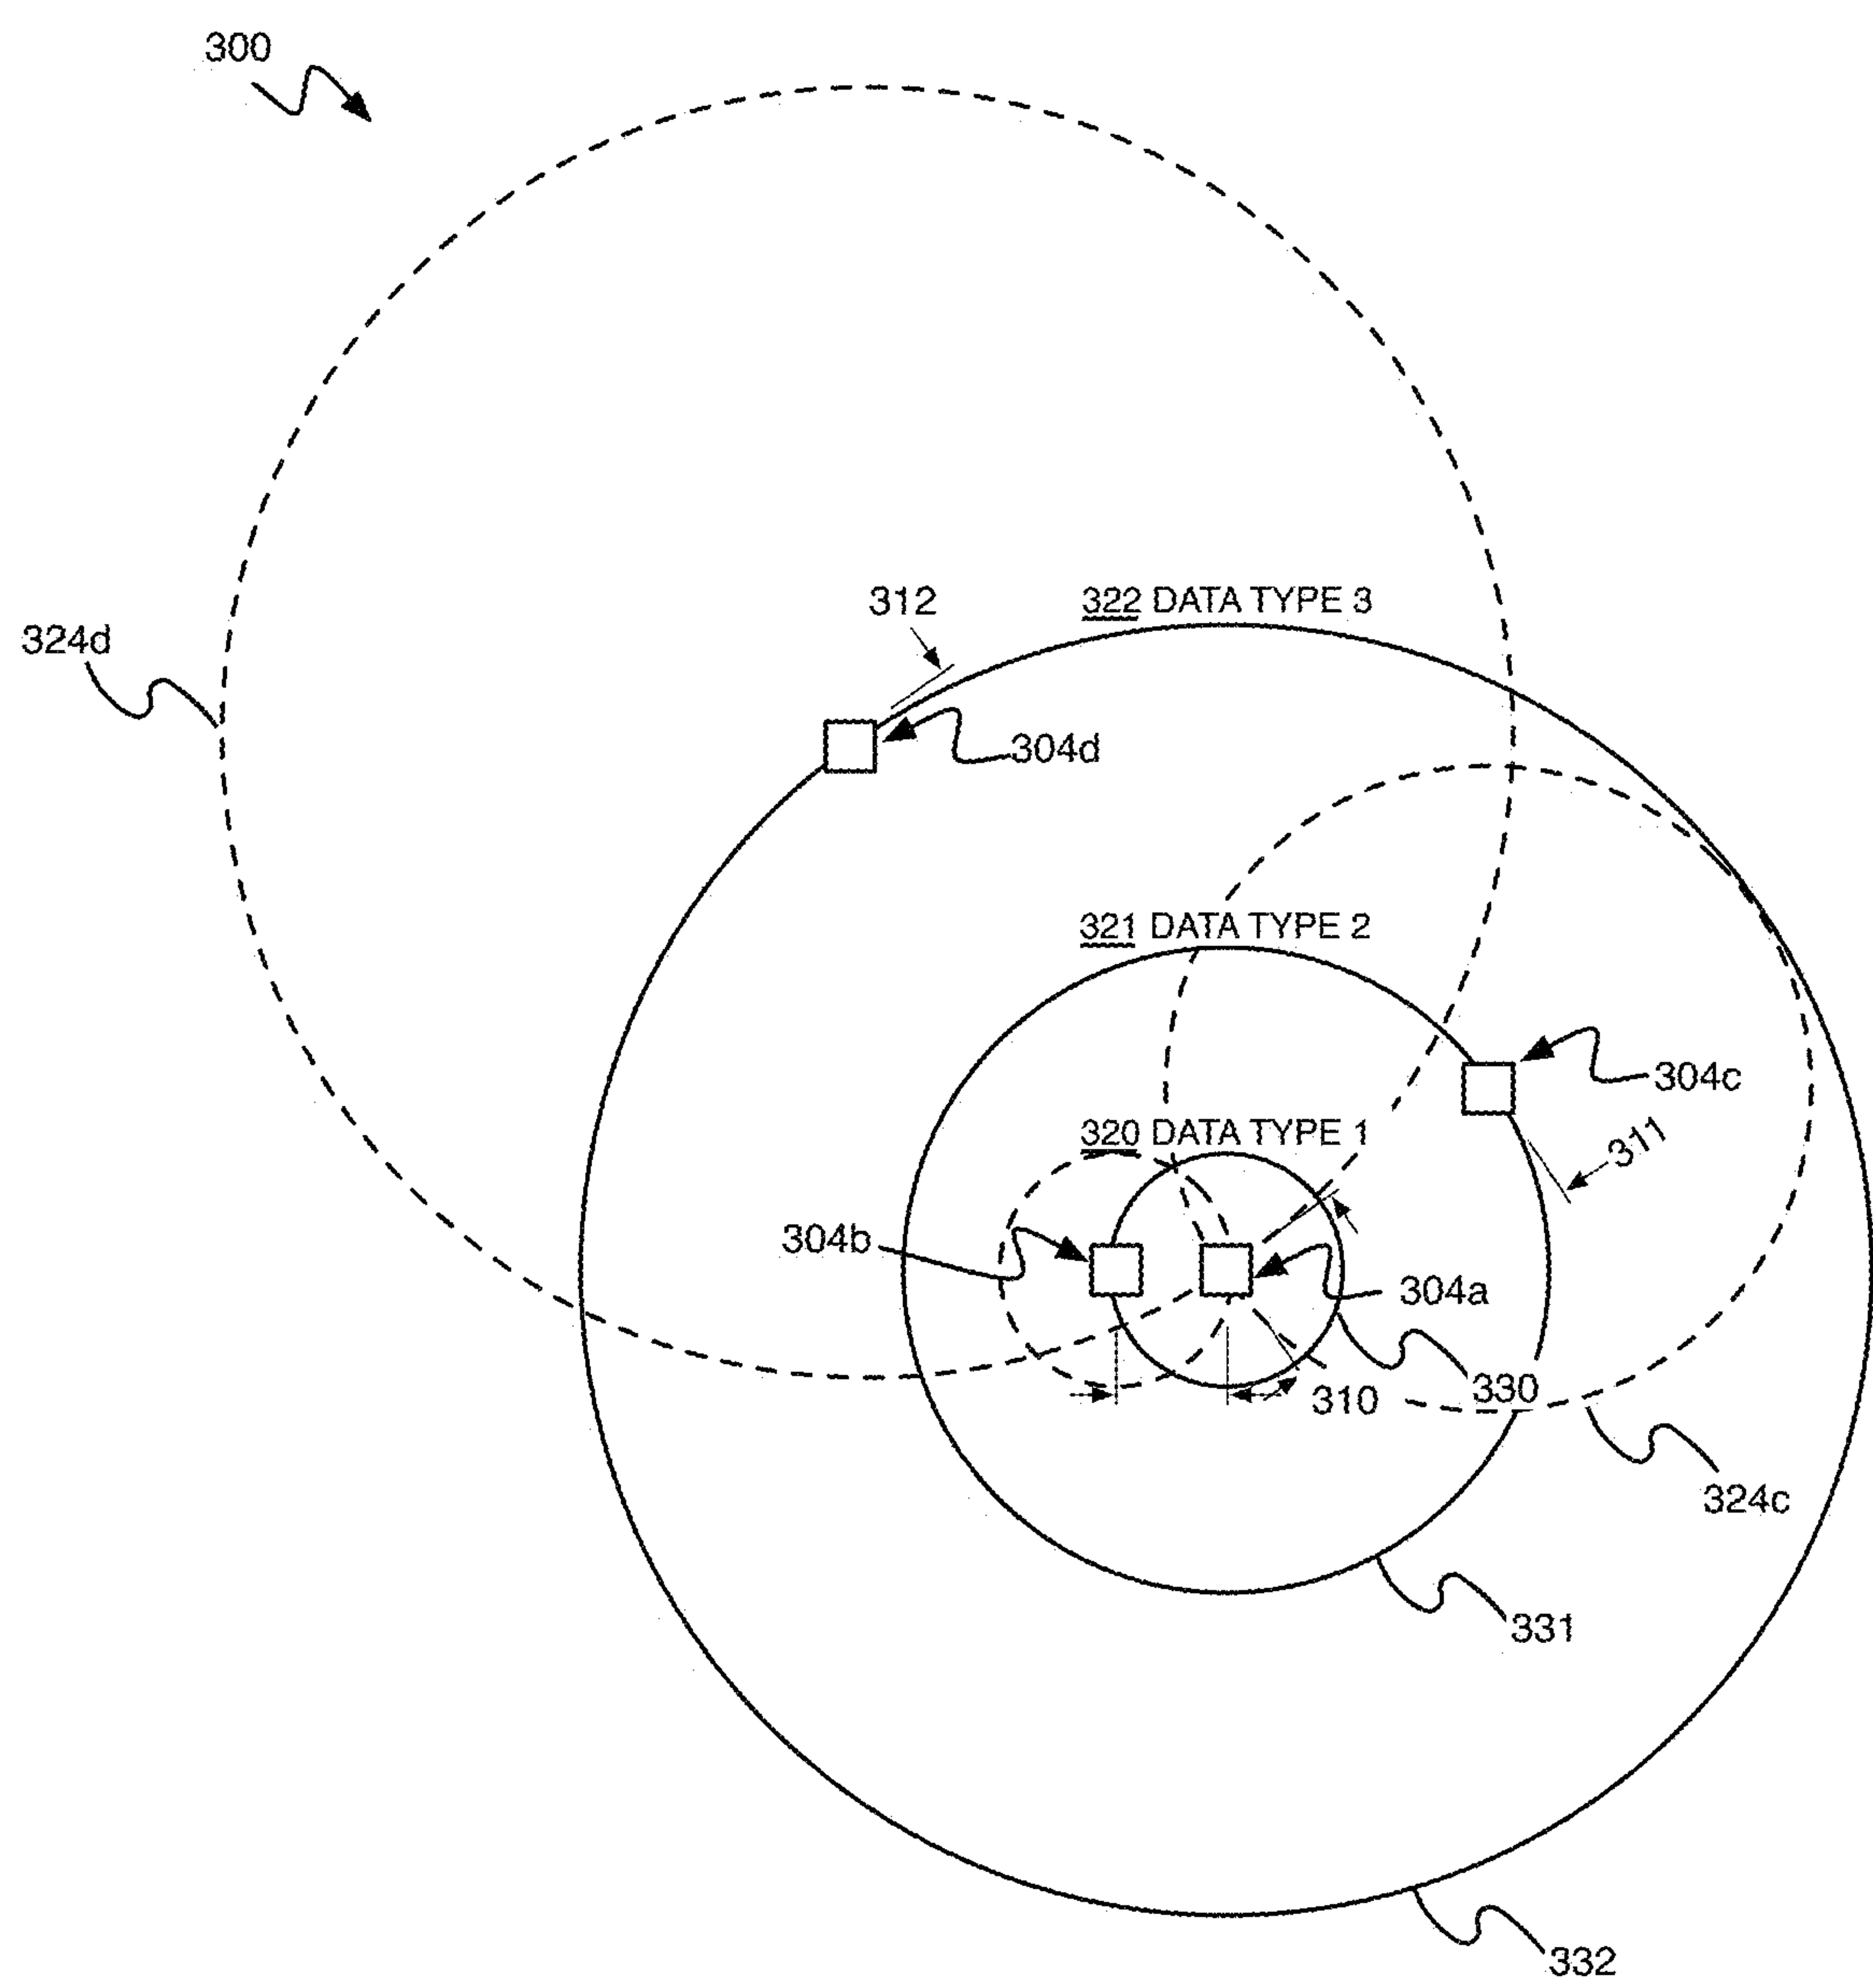 300
312
322 DATA TYPE 3
324d
304d
321 DATA TYPE 2
304c
320 DATA TYPE 1
311
304b
304a
310
330
324c
331
332